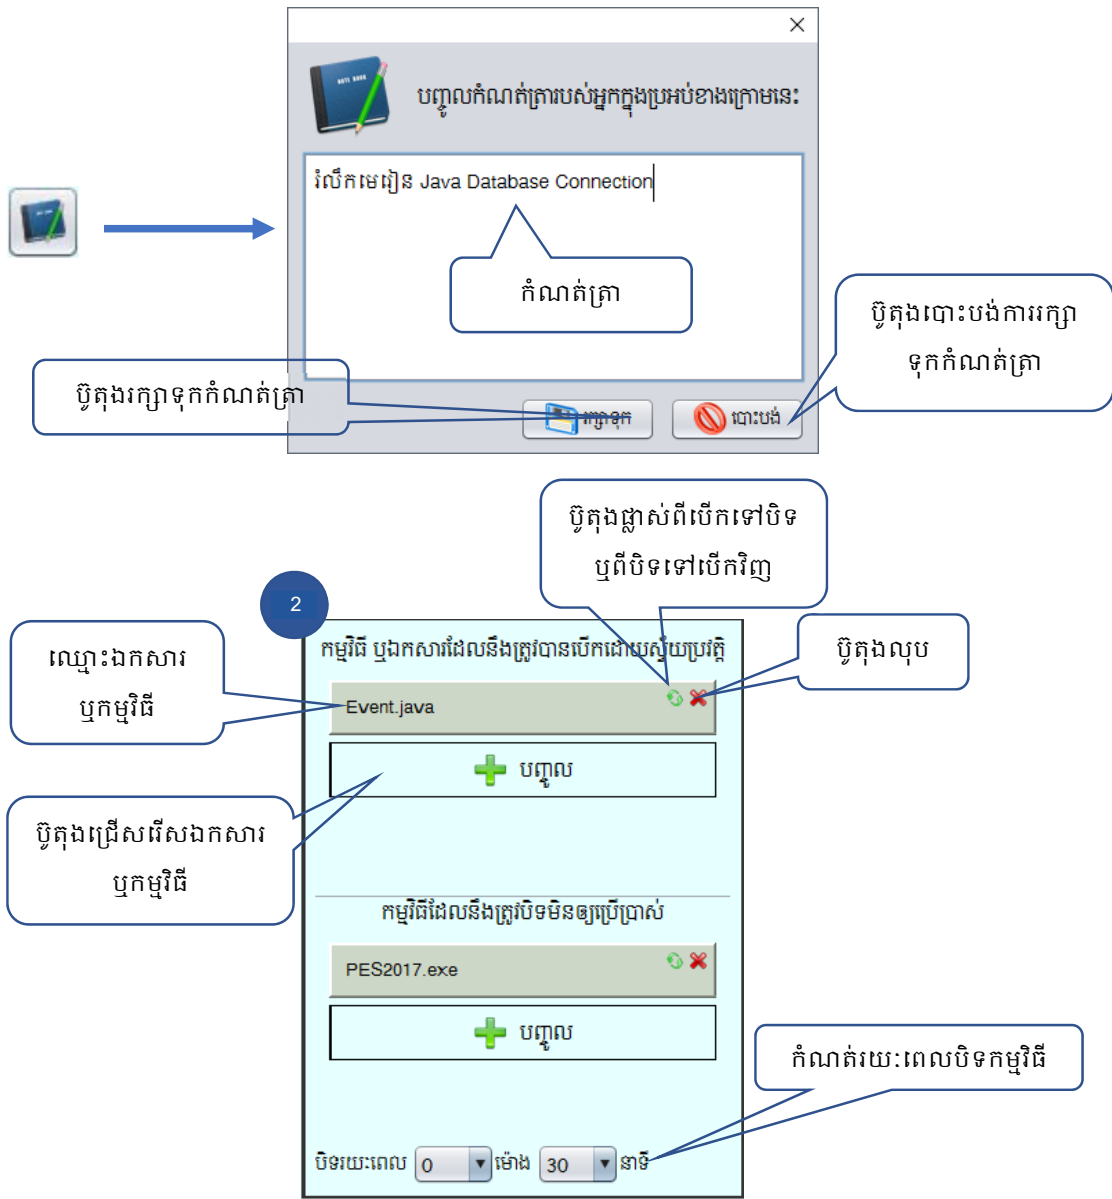 បញ្ចូលកំណត់ត្រារបស់អ្នកក្នុងប្រអប់ខាងក្រោមនេះ
រំលឹកមេរៀន Java Database Connection
កំណត់ត្រា
ប៊ូតុងបោះបង់ការរក្សា
ទុកកំណត់ត្រា
ប៊ូតុងរក្សាទុកកំណត់ត្រា
រក្សាទុក
បោះបង់
ប៊ូតុងផ្លាស់ពីបើកទៅបិទ
ឬពីបិទទៅបើកវិញ
2
ឈ្មោះឯកសារ
ឬកម្មវិធី
កម្មវិធី ឬឯកសារដែលនឹងត្រូវបានបើកដោយស្វ័យប្រវត្តិ
ប៊ូតុងលុប
Event.java
បញ្ចូល
ប៊ូតុងជ្រើសរើសឯកសារ
ឬកម្មវិធី
កម្មវិធីដែលនឹងត្រូវបិទមិនឲ្យប្រើប្រាស់
PES2017.exe
បញ្ចូល
កំណត់រយៈពេលបិទកម្មវិធី
បិទរយៈពេល 0 ម៉ោង 30 នាទី